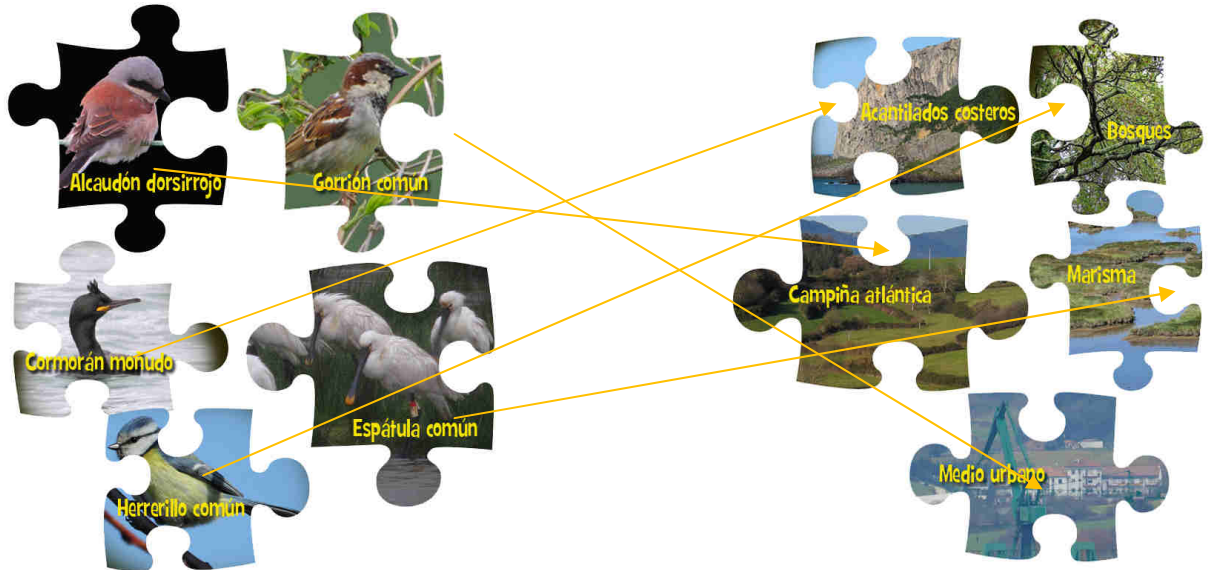 Alcaudón dorsirrojo
Gorrión común
Acantilados costeros
Bosques
Cormorán moñudo
Espátula común
Campiña atlántica
Marisma
Herrerillo común
Medio urbano